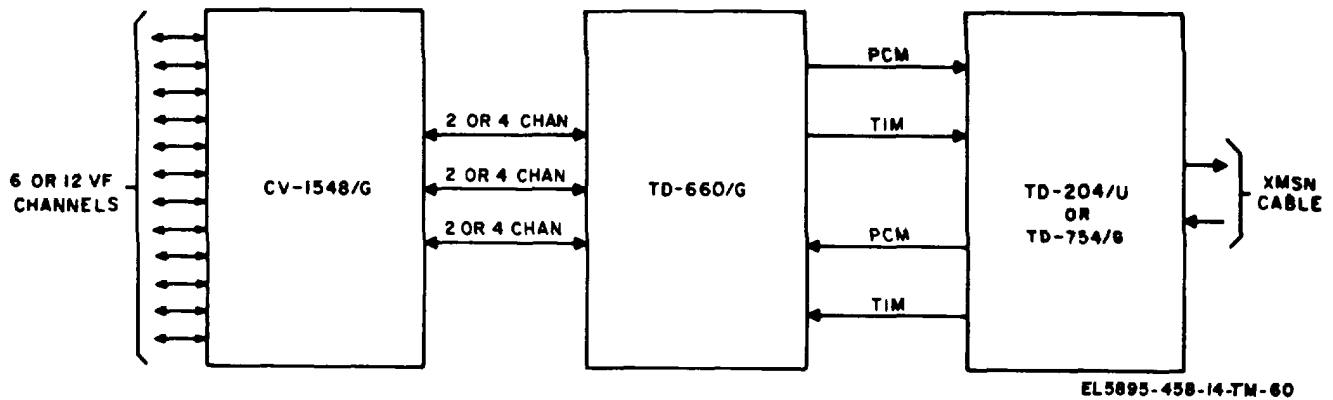 6 OR 12 VF
CHANNELS
CV-1548/G
2 OR 4 CHAN
2 OR 4 CHAN
2 OR 4 CHAN
TD-660/G
PCM
TIM
PCM
TIM
TD-204/U
OR
TD-754/G
XMSN
CABLE
EL5895-458-14-TM-60